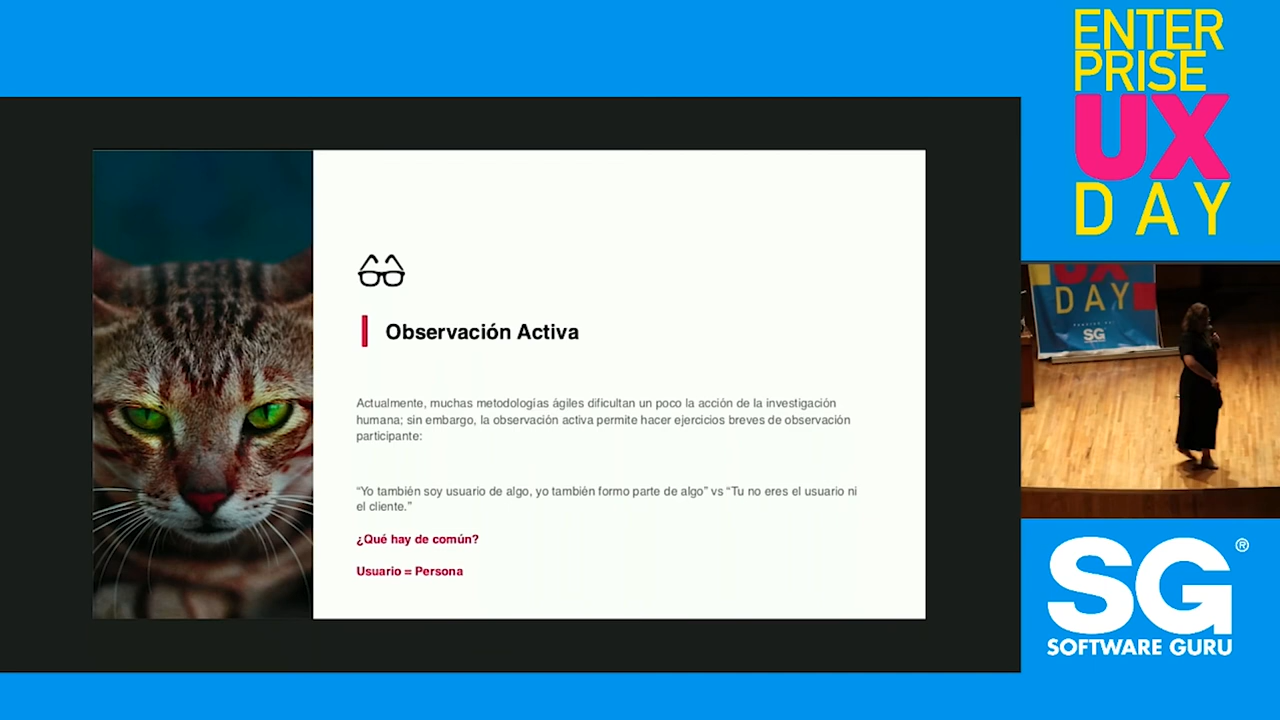 ENTER
PRISE
UX
DAY
Observación Activa
Actualmente, muchas metodologías ágiles dificultan un poco la acción de la investigación
humana; sin embargo, la observación activa permite hacer ejercicios breves de observación
participante:
“Yo también soy usuario de algo, yo también formo parte de algo” vs “Tu no eres el usuario ni
el cliente.”
¿Qué hay de común?
Usuario = Persona
UX
DAY
SG
SG®
SOFTWARE GURU